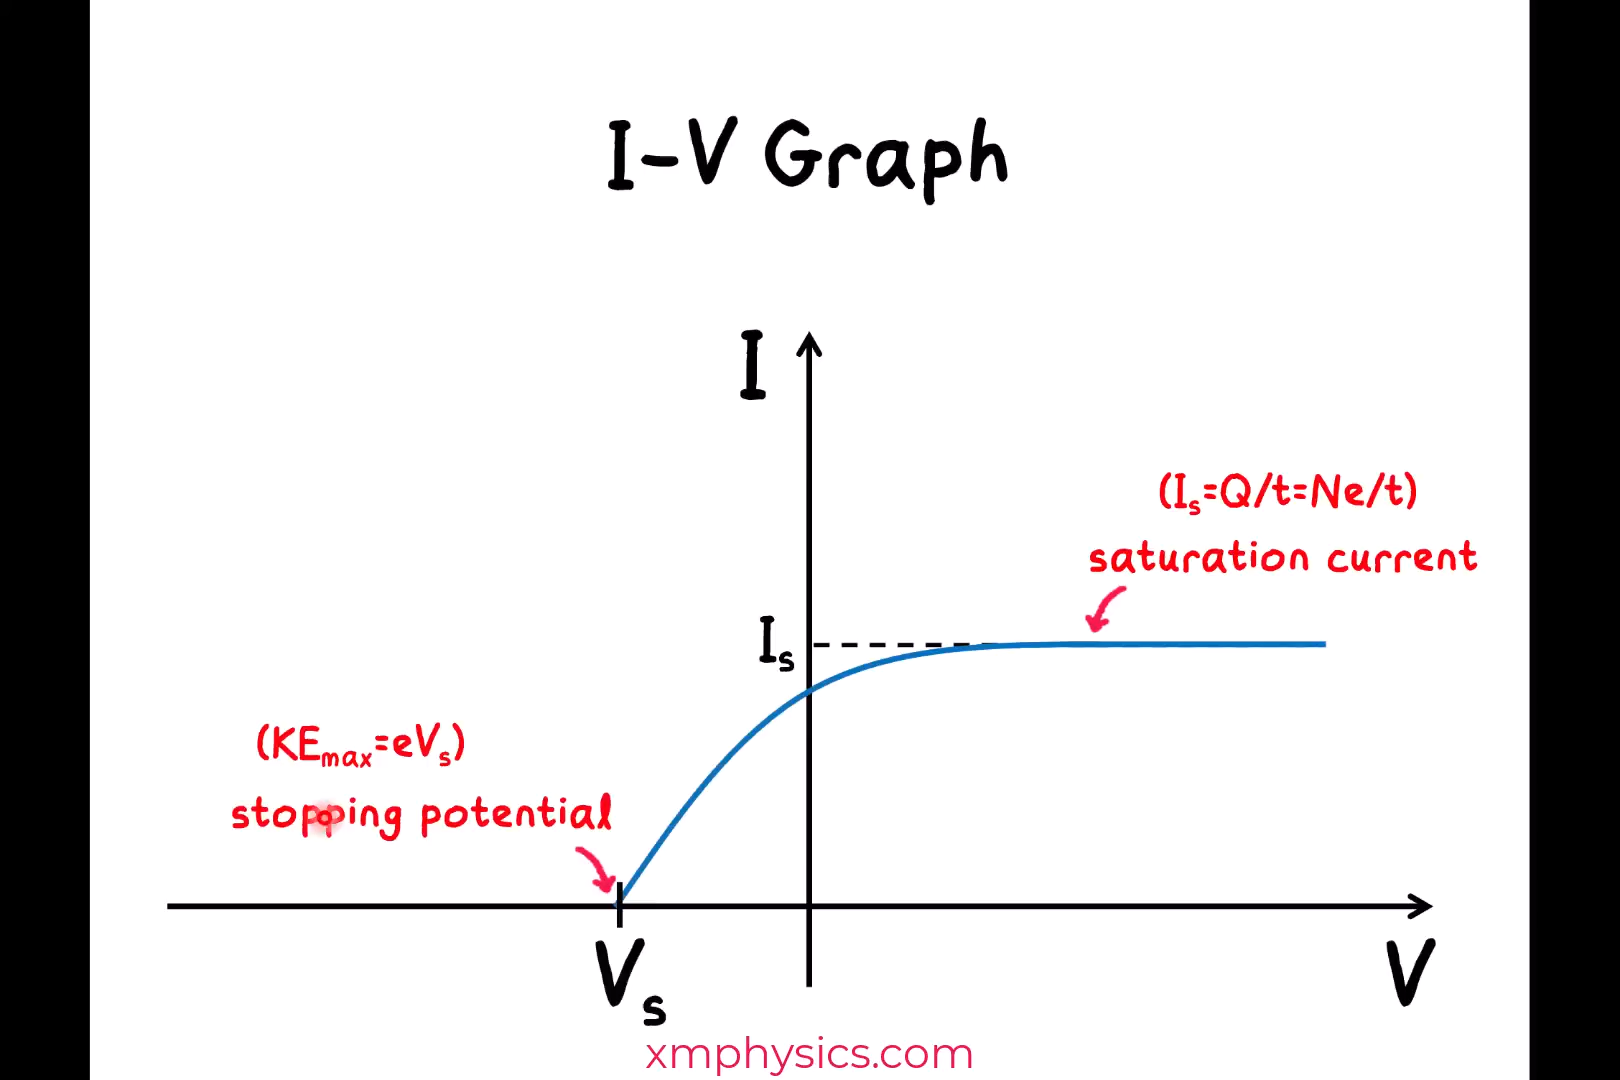 I-V Graph
I
(Is=Q/t=Ne/t)
saturation current
Is
(KEmax=eVs)
stopping potential
Vs
V
xmphysics.com